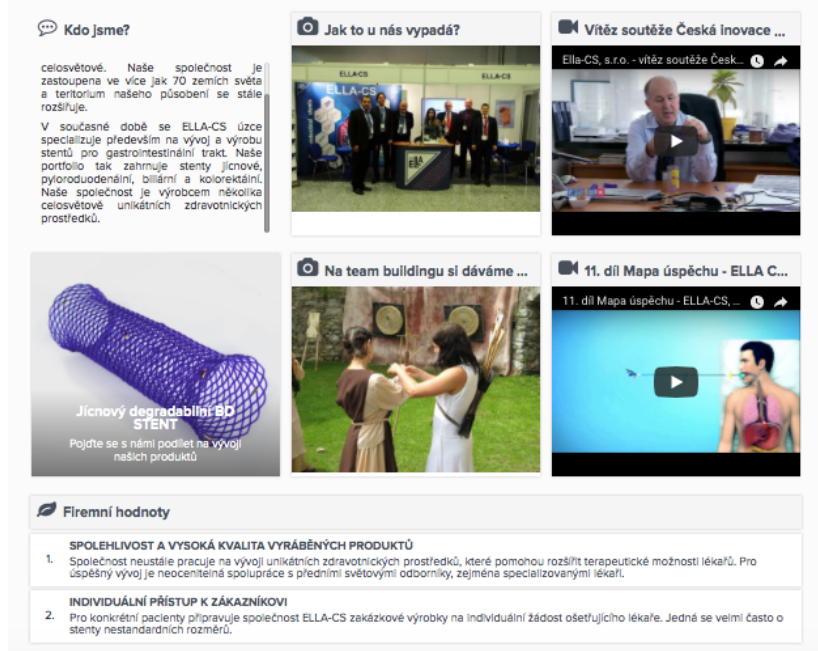 Kdo jsme?
celosvětové. Naše společnost je
zastoupena ve více jak 70 zemích světa
a teritorium našeho působení se stále
rozšiřuje.
V současné době se ELLA-CS úzce
specializuje především na vývoj a výrobu
stentů pro gastrointestinální trakt. Naše
portfolio tak zahrnuje stenty jícnové,
pyloroduodenální, biliární a kolorektální.
Naše společnost je výrobcem několika
celosvětově unikátních zdravotnických
prostředků.
Jak to u nás vypadá?
ELLA-CS
ELLA-CS
ELLA-CS
ELLA
Vítěz soutěže Česká inovace ...
Ella-CS, s.r.o. - vítěz soutěže Česk...
Jícnový degradabilní BD
STENT
Pojďte se s námi podílet na vývoji
našich produktů
Na team buildingu si dáváme ...
11. díl Mapa úspěchu - ELLA C...
11. díl Mapa úspěchu - ELLA-CS, ...
Firemní hodnoty
1. SPOLEHLIVOST A VYSOKÁ KVALITA VYRÁBĚNÝCH PRODUKTŮ
Společnost neustále pracuje na vývoji unikátních zdravotnických prostředků, které pomohou rozšířit terapeutické možnosti lékařů. Pro
úspěšný vývoj je neocenitelná spolupráce s předními světovými odborníky, zejména specializovanými lékaři.
2. INDIVIDUÁLNÍ PŘÍSTUP K ZÁKAZNÍKOVI
Pro konkrétní pacienty připravuje společnost ELLA-CS zakázkové výrobky na individuální žádost ošetřujícího lékaře. Jedná se velmi často o
stenty nestandardních rozměrů.